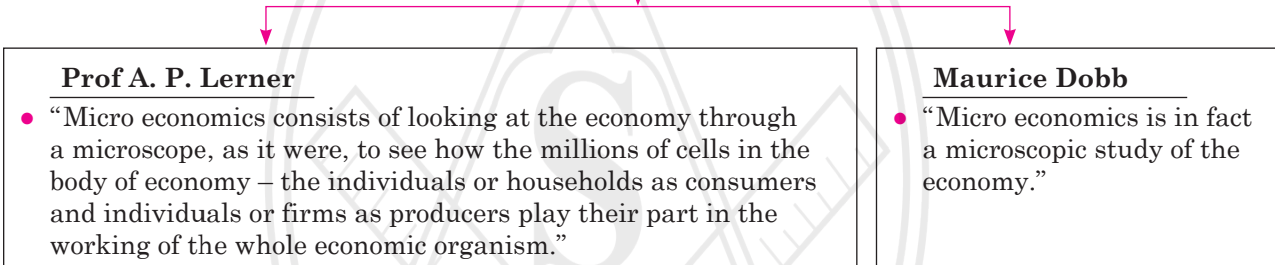 Prof A. P. Lerner
● “Micro economics consists of looking at the economy through
a microscope, as it were, to see how the millions of cells in the
body of economy – the individuals or households as consumers
and individuals or firms as producers play their part in the
working of the whole economic organism.”
Maurice Dobb
● “Micro economics is in fact
a microscopic study of the
economy.”
S